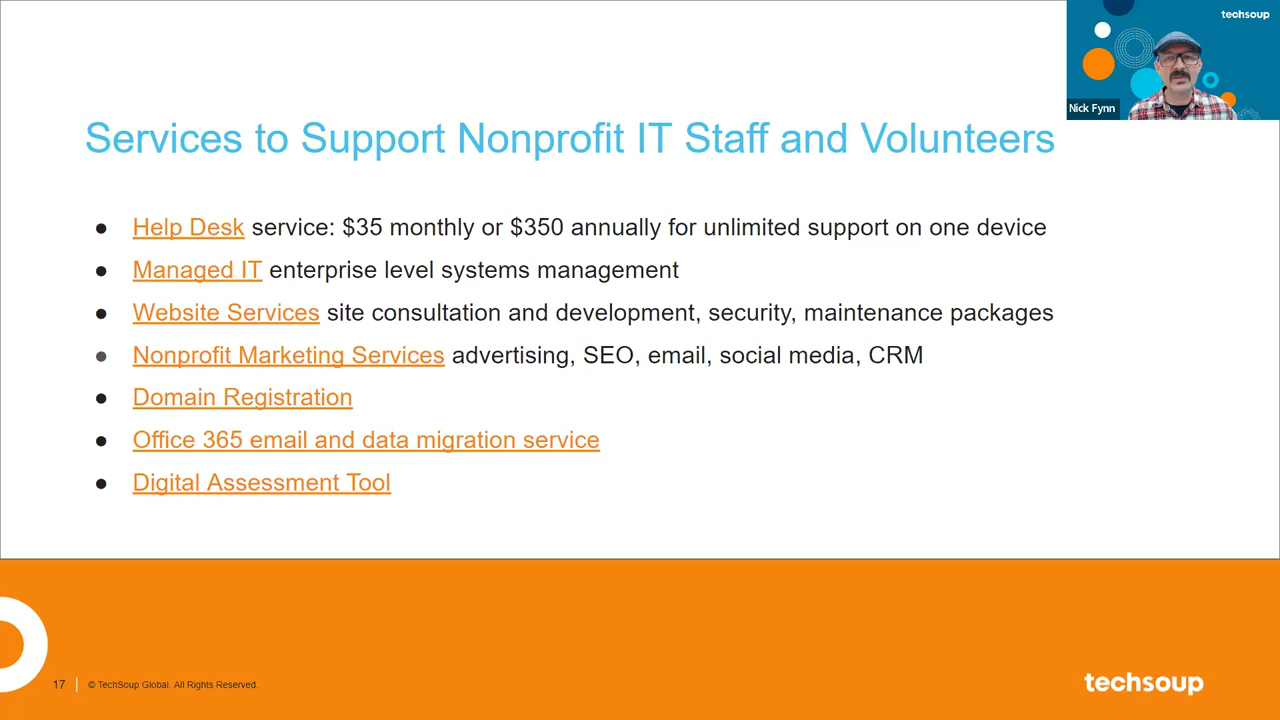 techsoup
Nick Fynn
Services to Support Nonprofit IT Staff and Volunteers
● Help Desk service: $35 monthly or $350 annually for unlimited support on one device
● Managed IT enterprise level systems management
● Website Services site consultation and development, security, maintenance packages
● Nonprofit Marketing Services advertising, SEO, email, social media, CRM
● Domain Registration
● Office 365 email and data migration service
● Digital Assessment Tool
17 | © TechSoup Global. All Rights Reserved.
techsoup